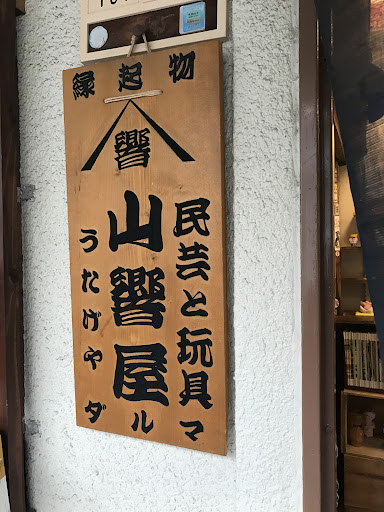 縁起物
響
民芸と玩具
山響屋
うたげや
ダルマ